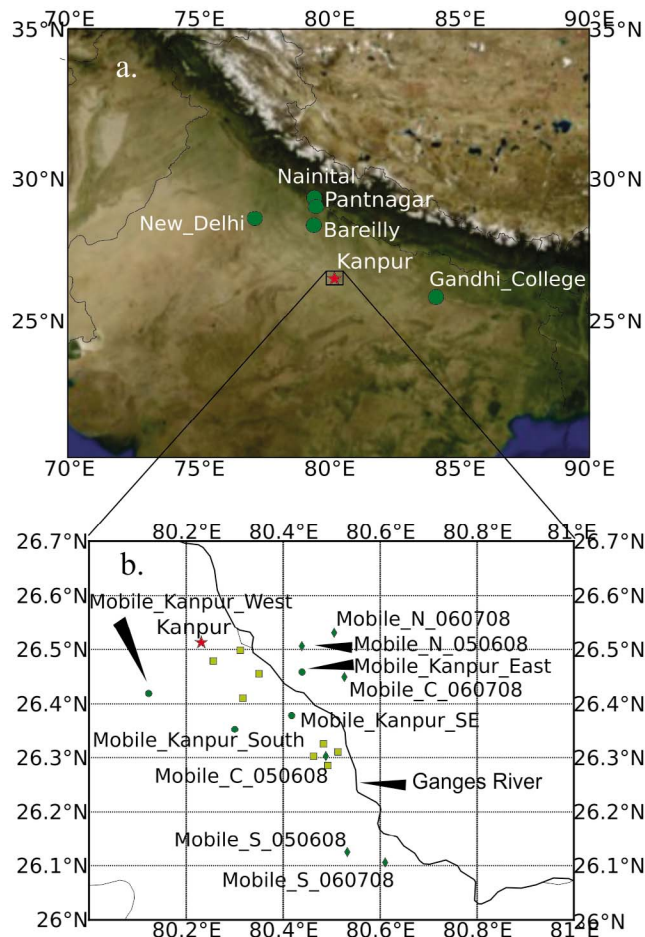 70°E 75°E 80°E 85°E 90°E
35°N 35°N
a.
30°N 30°N
Nainital
Pantnagar
New_Delhi
Bareilly
Kanpur
Gandhi_College
25°N 25°N
70°E 75°E 80°E 85°E 90°E
80.2°E 80.4°E 80.6°E 80.8°E 81°E
26.7°N 26.7°N
b.
26.6°N 26.6°N
Mobile_Kanpur_West
Mobile_N_060708
Kanpur
Mobile_N_050608
26.5°N 26.5°N
Mobile_Kanpur_East
Mobile_C_060708
26.4°N 26.4°N
Mobile_Kanpur_SE
Mobile_Kanpur_South
26.3°N 26.3°N
Mobile_C_050608
Ganges River
26.2°N 26.2°N
Mobile_S_050608
26.1°N 26.1°N
Mobile_S_060708
26°N 26°N
80.2°E 80.4°E 80.6°E 80.8°E 81°E